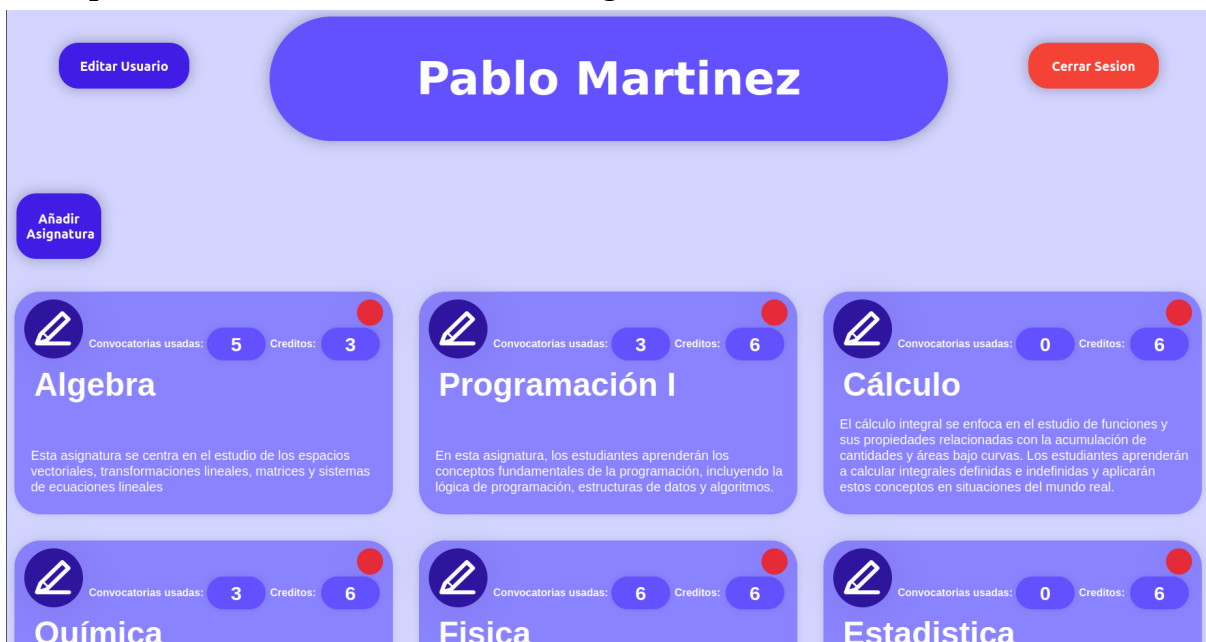 Editar Usuario
Pablo Martinez
Cerrar Sesion
Añadir
Asignatura
Convocatorias usadas: 5 Creditos: 3
Algebra
Esta asignatura se centra en el estudio de los espacios
vectoriales, transformaciones lineales, matrices y sistemas
de ecuaciones lineales
Convocatorias usadas: 3 Creditos: 6
Programación I
En esta asignatura, los estudiantes aprenderán los
conceptos fundamentales de la programación, incluyendo la
lógica de programación, estructuras de datos y algoritmos.
Convocatorias usadas: 0 Creditos: 6
Cálculo
El cálculo integral se enfoca en el estudio de funciones y
sus propiedades relacionadas con la acumulación de
cantidades y áreas bajo curvas. Los estudiantes aprenderán
a calcular integrales definidas e indefinidas y aplicarán
estos conceptos en situaciones del mundo real.
Convocatorias usadas: 3 Creditos: 6
Química
Convocatorias usadas: 6 Creditos: 6
Fisica
Convocatorias usadas: 0 Creditos: 6
Estadistica